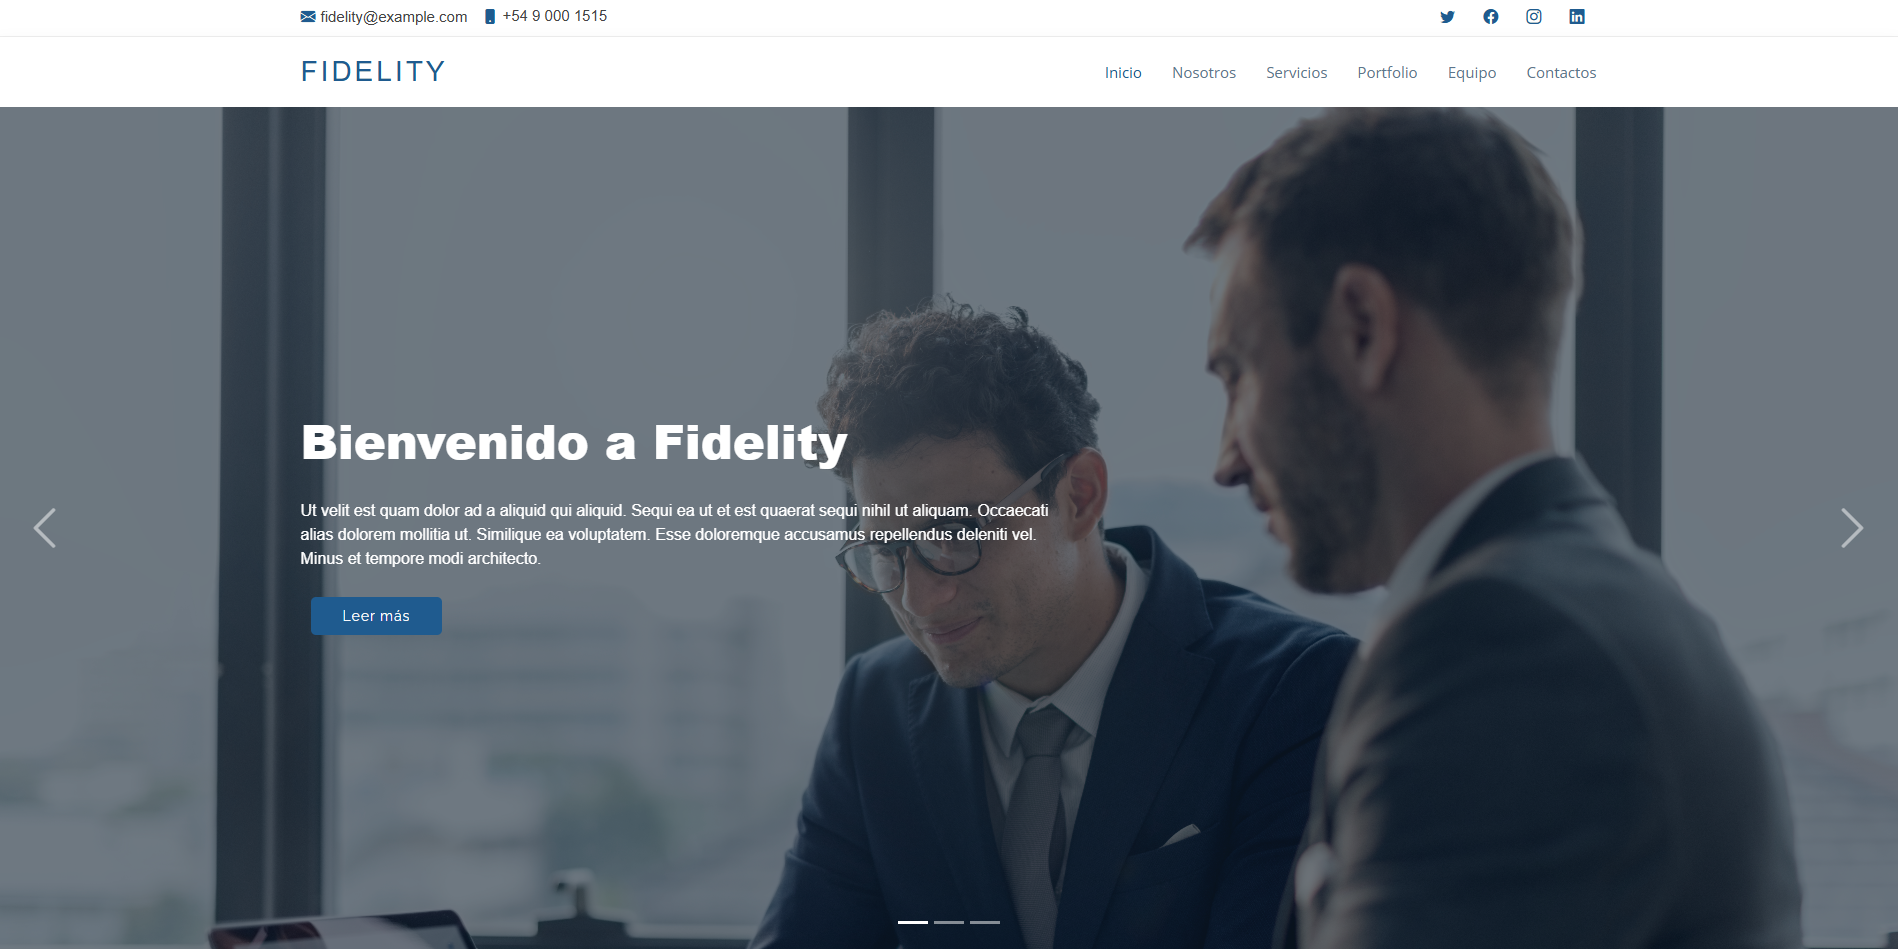 fidelity@example.com +54 9 000 1515
FIDELITY
Inicio Nosotros Servicios Portfolio Equipo Contactos
Bienvenido a Fidelity
Ut velit est quam dolor ad a aliquid qui aliquid. Sequi ea ut et est quaerat sequi nihil ut aliquam. Occaecati
alias dolorem mollitia ut. Similique ea voluptatem. Esse doloremque accusamus repellendus deleniti vel.
Minus et tempore modi architecto.
Leer más